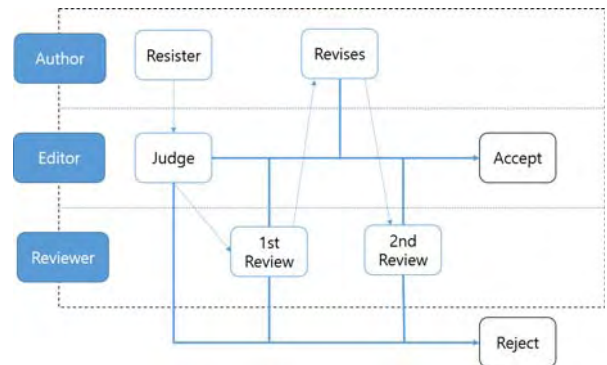 Author
Resister
Revises
Editor
Judge
Accept
Reviewer
1st
Review
2nd
Review
Reject